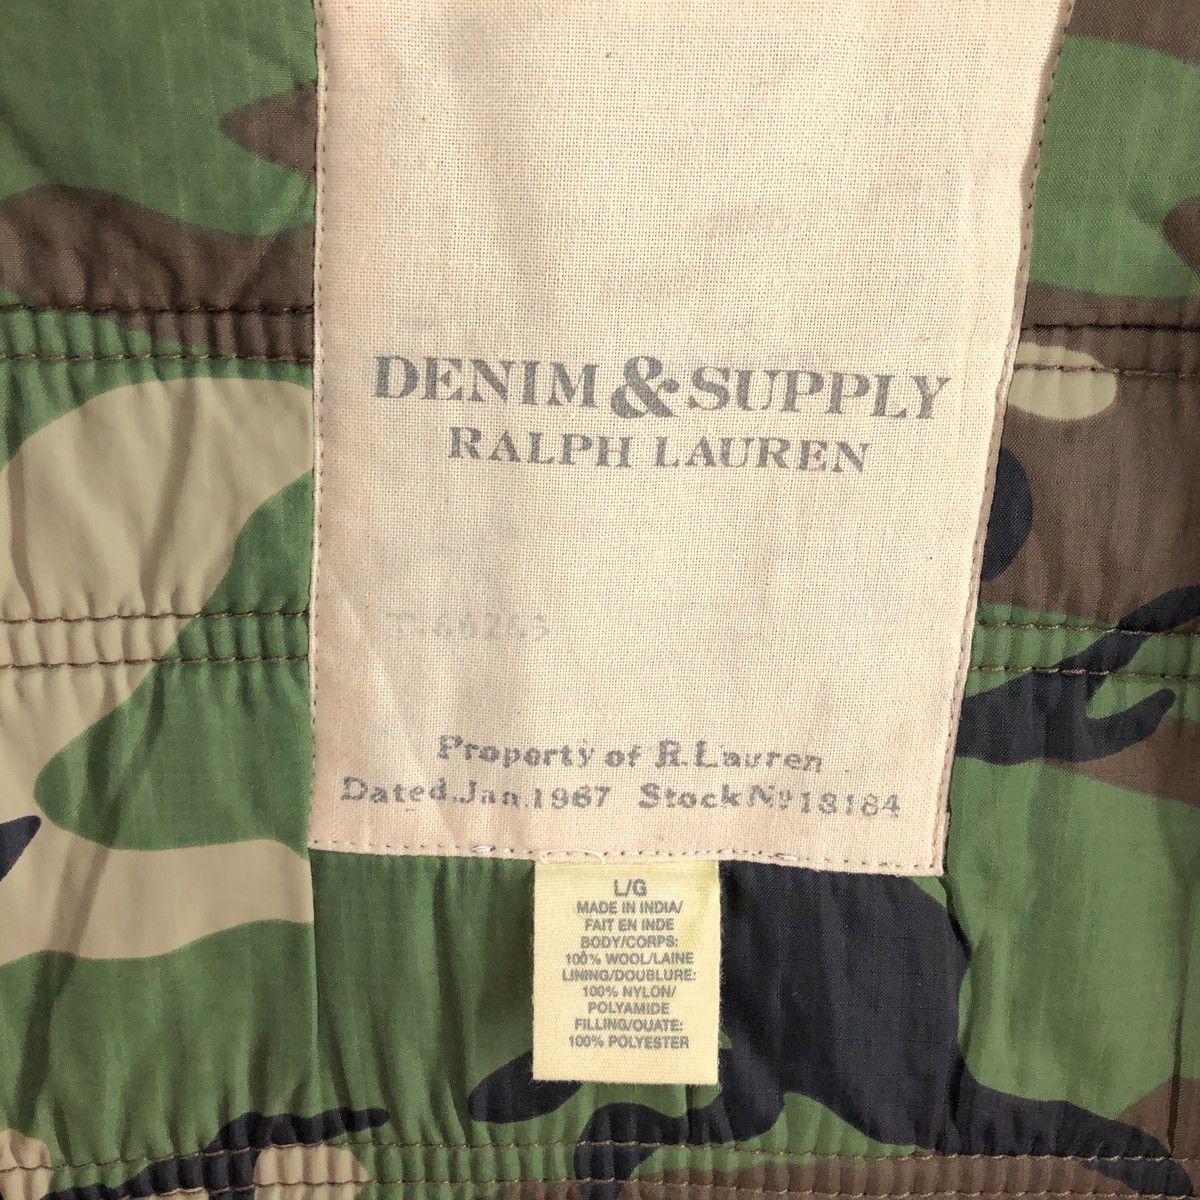 DENIM & SUPPLY
RALPH LAUREN
T-66263
Property of R. Lauren
Dated.Jan.1967 Stock No 18184
L/G
MADE IN INDIA/
FAIT EN INDE
BODY/CORPS:
100% WOOL/LAINE
LINING/DOUBLURE:
100% NYLON/
POLYAMIDE
FILLING/OUATE:
100% POLYESTER